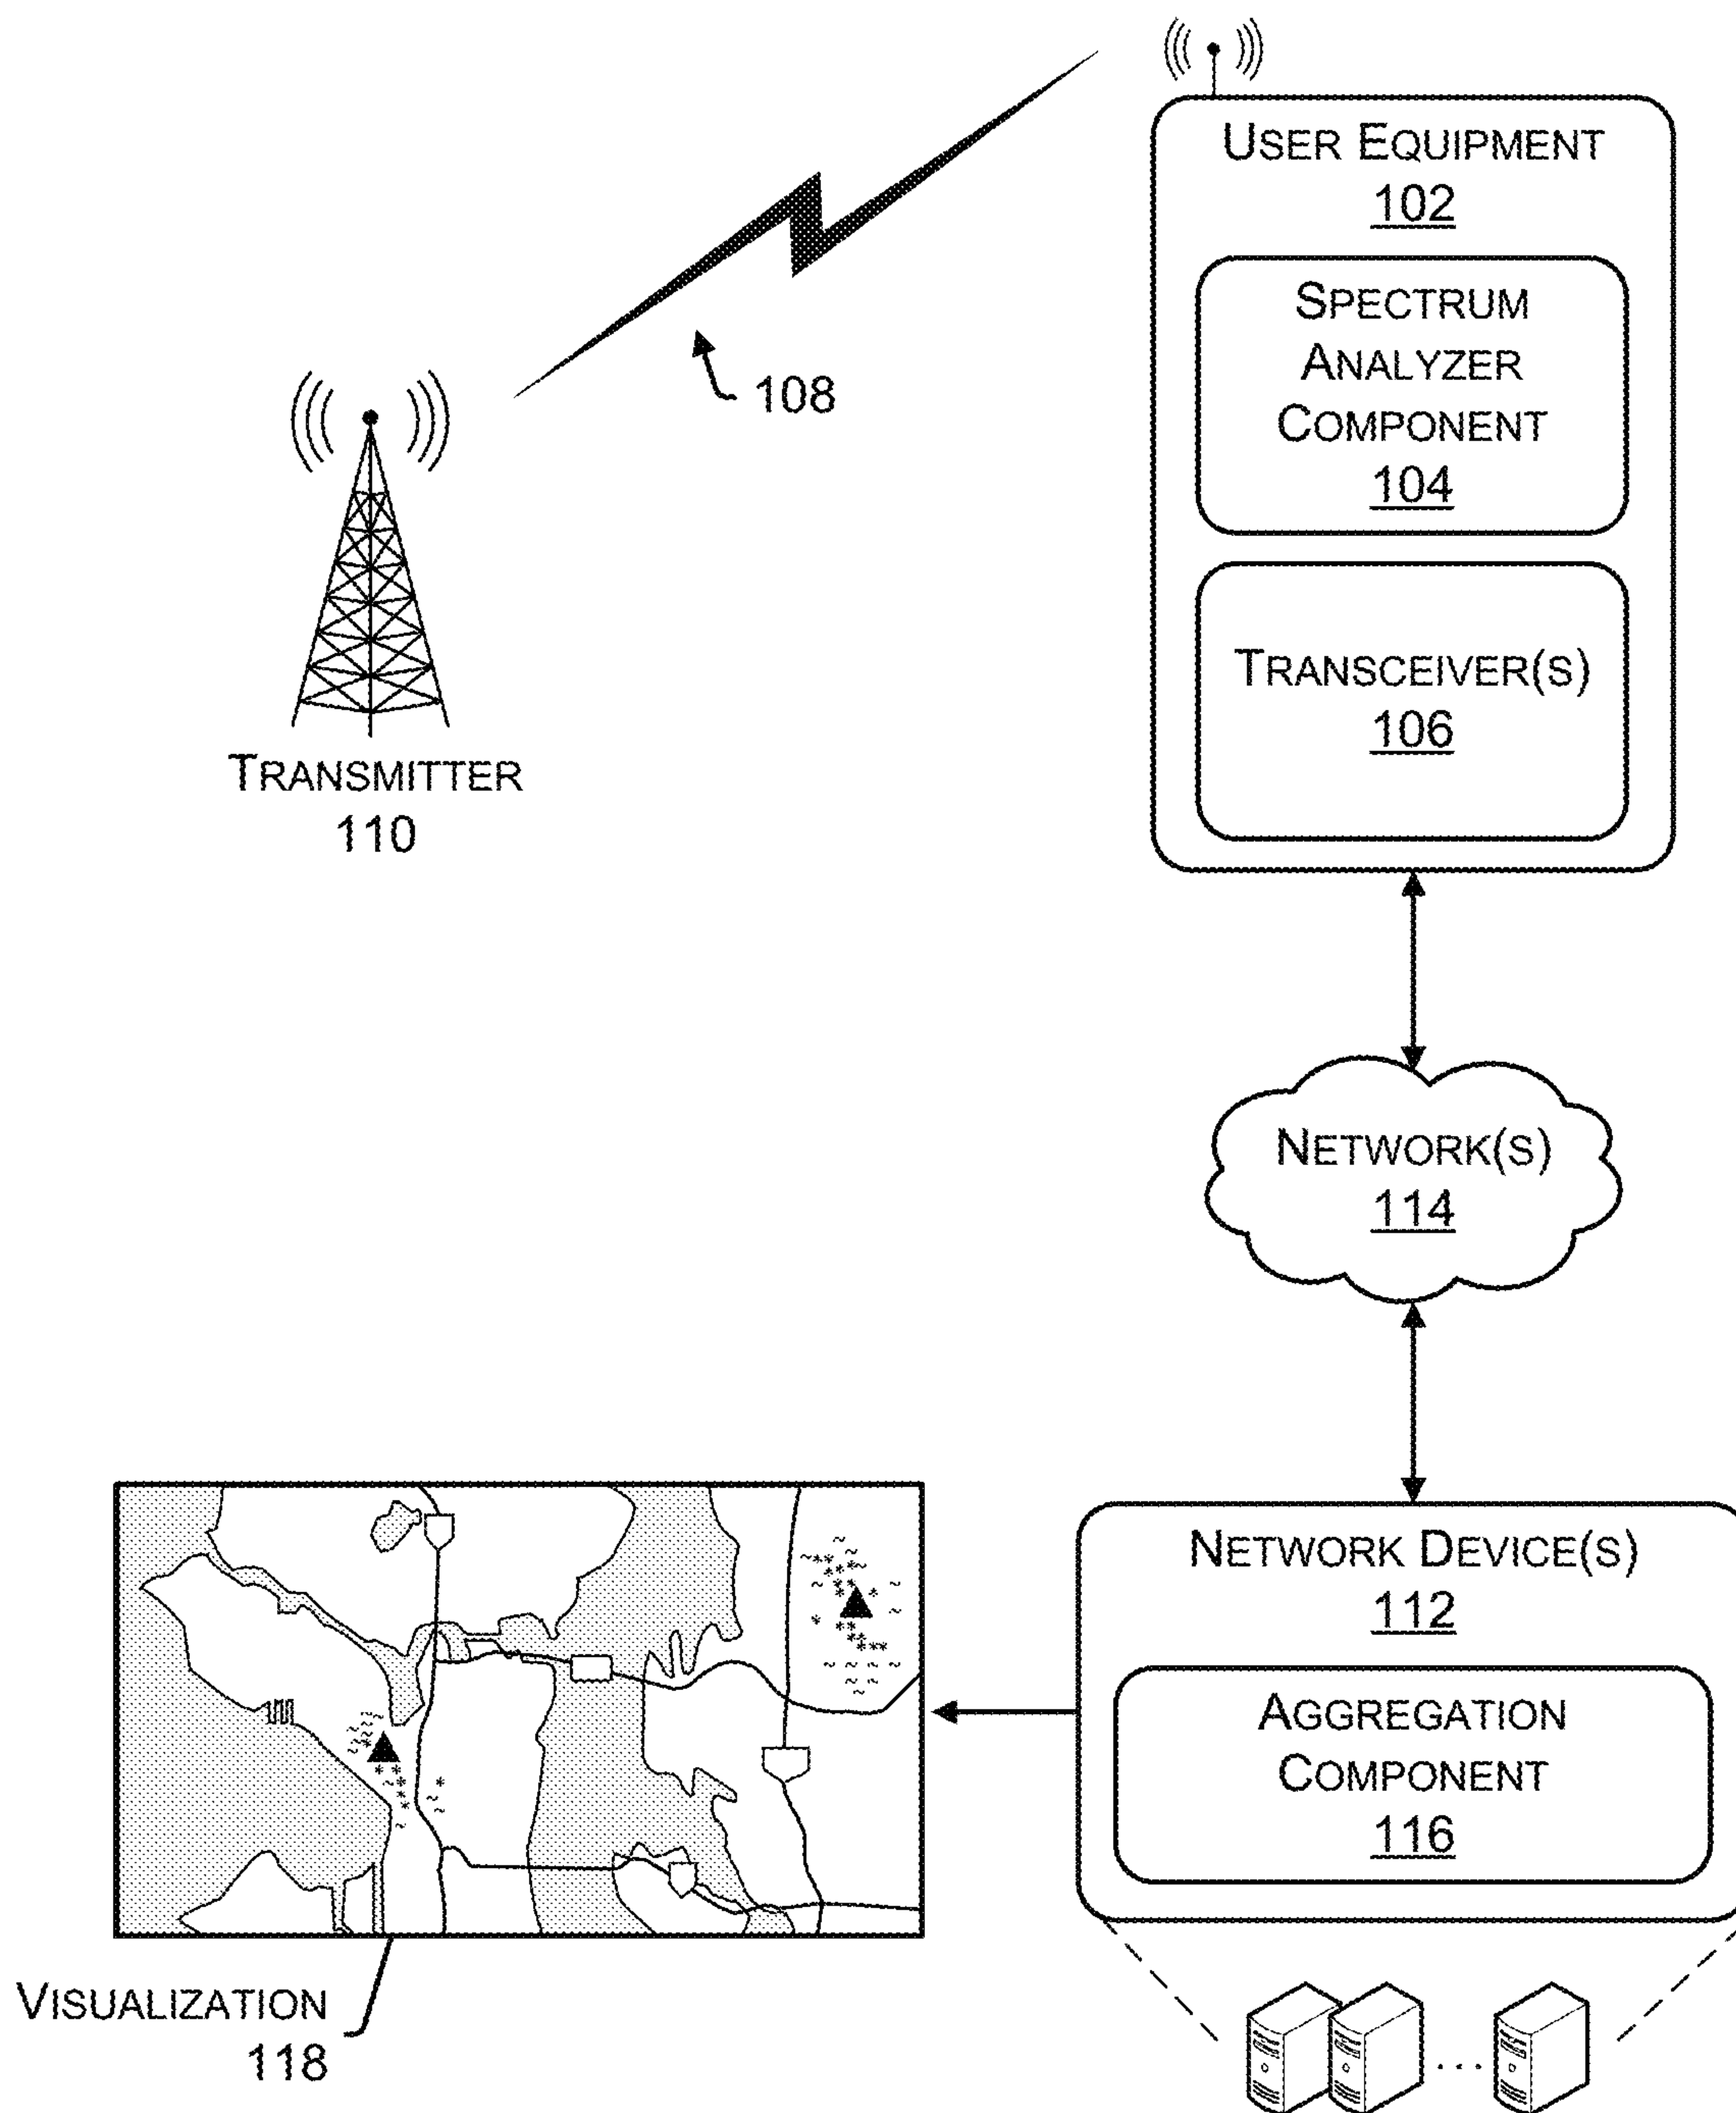 USER EQUIPMENT
102
SPECTRUM
ANALYZER
COMPONENT
104
108
TRANSCEIVER(S)
106
TRANSMITTER
110
NETWORK(S)
114
NETWORK DEVICE(S)
112
AGGREGATION
COMPONENT
116
VISUALIZATION
118